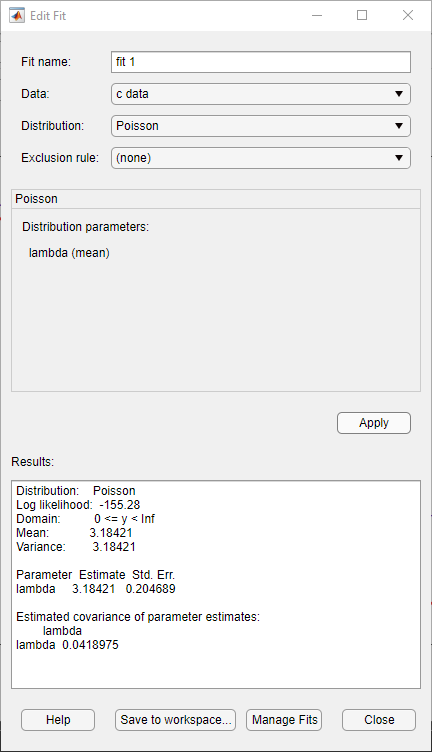 Edit Fit
Fit name: fit 1
Data: c data
Distribution: Poisson
Exclusion rule: (none)
Poisson
Distribution parameters:
lambda (mean)
Apply
Results:
Distribution: Poisson
Log likelihood: -155.28
Domain: 0 <= y < Inf
Mean: 3.18421
Variance: 3.18421
Parameter Estimate Std. Err.
lambda 3.18421 0.204689
Estimated covariance of parameter estimates:
lambda
lambda 0.0418975
Help Save to workspace... Manage Fits Close